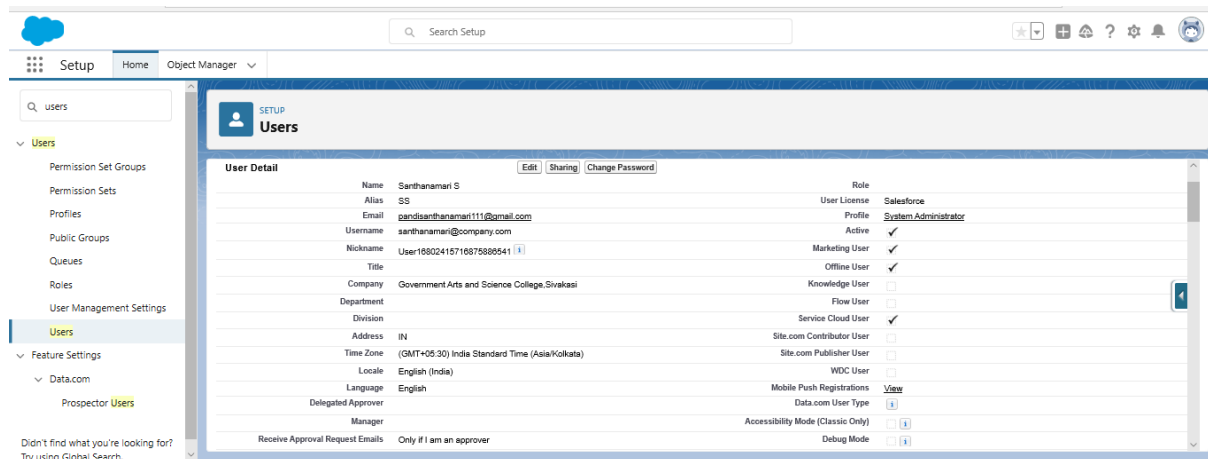 Search Setup
Setup
Home
Object Manager
users
Users
Permission Set Groups
Permission Sets
Profiles
Public Groups
Queues
Roles
User Management Settings
Users
Feature Settings
Data.com
Prospector Users
Didn't find what you're looking for?
Try using Global Search
SETUP
Users
User Detail
Edit Sharing Change Password
Name Santhanamari S
Alias SS
Email pandisanthanamari111@gmail.com
Username santhanamari@company.com
Nickname User16802415716875886541 i
Title
Company Government Arts and Science College,Sivakasi
Department
Division
Address IN
Time Zone (GMT+05:30) India Standard Time (Asia/Kolkata)
Locale English (India)
Language English
Delegated Approver
Manager
Receive Approval Request Emails Only if I am an approver
Role
User License Salesforce
Profile System Administrator
Active
Marketing User
Offline User
Knowledge User
Flow User
Service Cloud User
Site.com Contributor User
Site.com Publisher User
WDC User
Mobile Push Registrations View
Data.com User Type i
Accessibility Mode (Classic Only) i
Debug Mode i